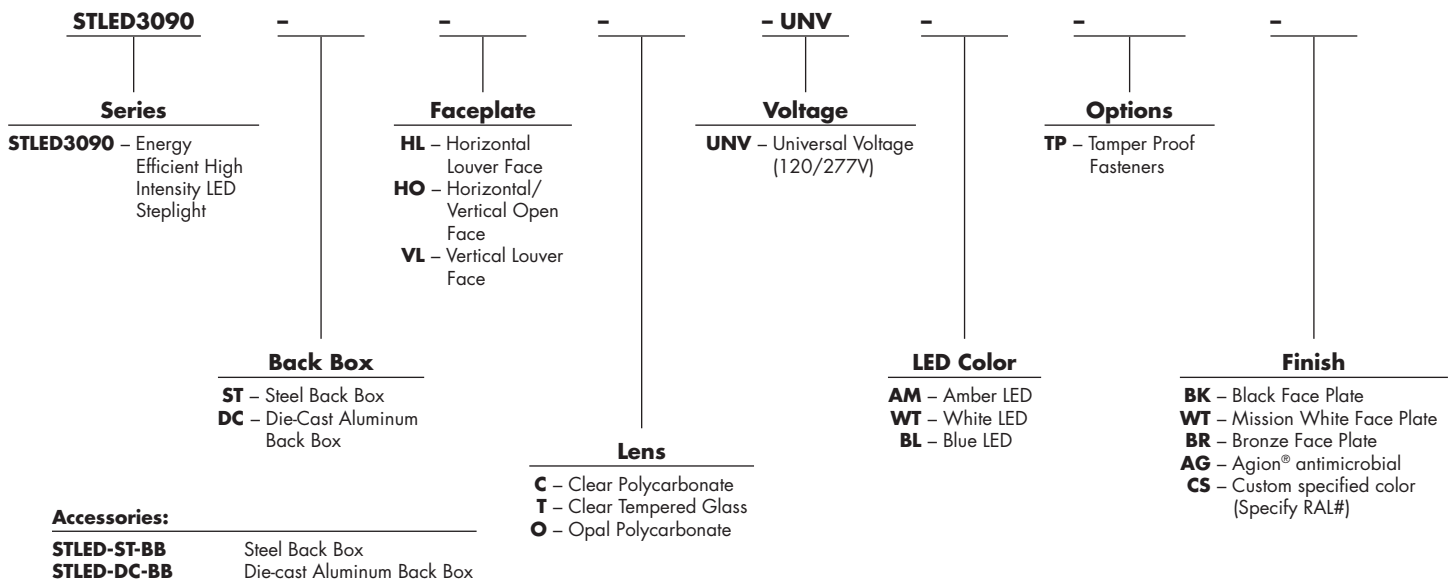 STLED3090 – – – – UNV – – –
Series
STLED3090 – Energy
Efficient High
Intensity LED
Steplight
Faceplate
HL – Horizontal
Louver Face
HO – Horizontal/
Vertical Open
Face
VL – Vertical Louver
Face
Voltage
UNV – Universal Voltage
(120/277V)
Options
TP – Tamper Proof
Fasteners
Back Box
ST – Steel Back Box
DC – Die-Cast Aluminum
Back Box
LED Color
AM – Amber LED
WT – White LED
BL – Blue LED
Finish
BK – Black Face Plate
WT – Mission White Face Plate
BR – Bronze Face Plate
AG – Agion® antimicrobial
CS – Custom specified color
(Specify RAL#)
Lens
C – Clear Polycarbonate
T – Clear Tempered Glass
O – Opal Polycarbonate
Accessories:
STLED-ST-BB Steel Back Box
STLED-DC-BB Die-cast Aluminum Back Box